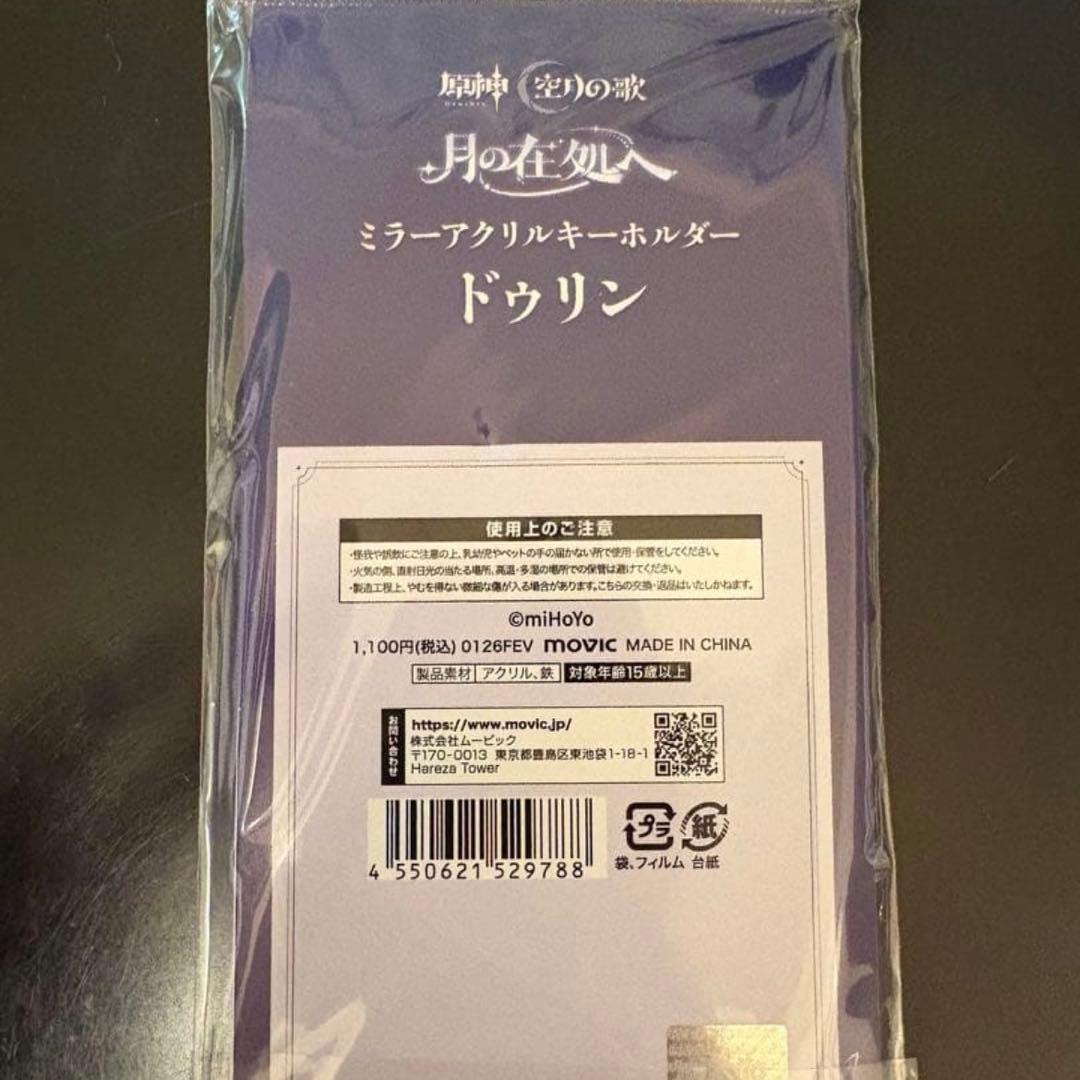 原神 空月の歌
GENSHIN
月の在処へ
ミラーアクリルキーホルダー
ドゥリン
使用上のご注意
・怪我や誤飲にご注意の上、乳幼児やペットの手の届かない所で使用・保管をしてください。
・火気の側、直射日光の当たる場所、高温・多湿の場所での保管は避けてください。
・製造工程上、やむを得ない微細な傷が入る場合があります。こちらの交換・返品はいたしかねます。
©miHoYo
1,100円(税込) 0126FEV movic MADE IN CHINA
製品素材 アクリル、鉄 対象年齢15歳以上
お問い合わせ
https://www.movic.jp/
株式会社ムービック
〒170-0013 東京都豊島区東池袋1-18-1
Hareza Tower
4 550621 529788
プラ 紙
袋、フィルム 台紙